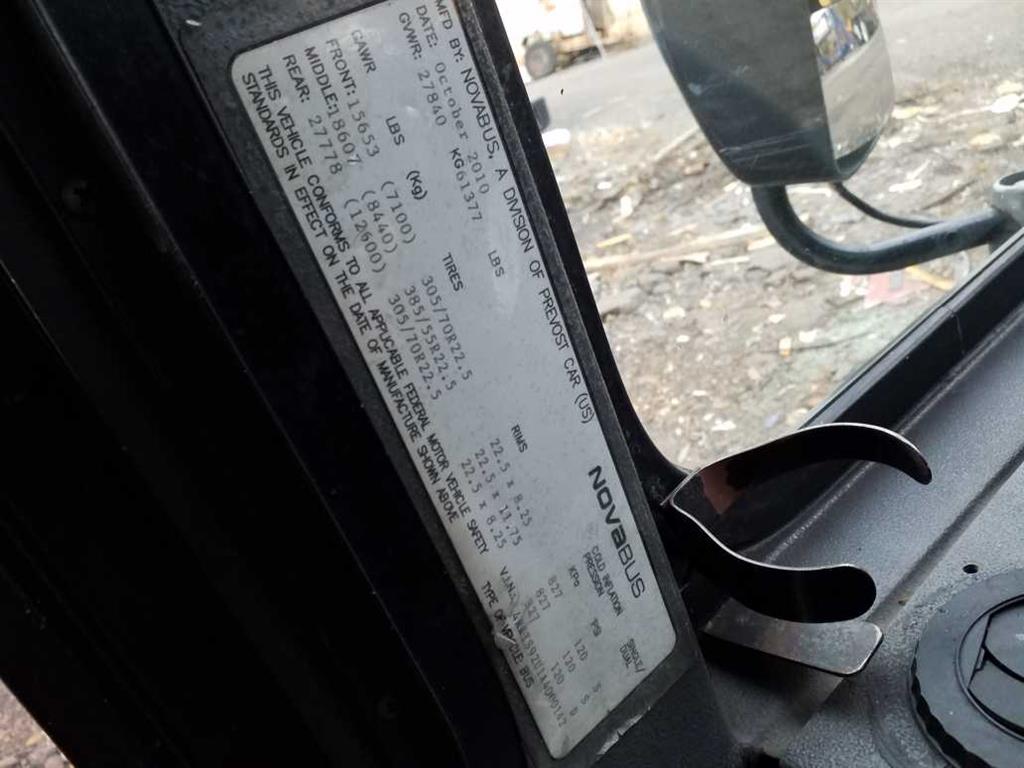 MFD BY: NOVABUS, A DIVISION OF PREVOST CAR (US)
DATE: October 2010
GVWR: 27840 KG61377 LBS
NovaBUS
GAWR LBS (Kg) TIRES RIMS COLD INFLATION PRESSION SINGLE/DUAL
KPa PSI
FRONT:15653 (7100) 305/70R22.5 22.5 x 8.25 827 120 S
MIDDLE:18607 (8440) 385/55R22.5 22.5 x 11.75 827 120 S
REAR: 27778 (12600) 305/70R22.5 22.5 x 8.25 827 120 D
THIS VEHICLE CONFORMS TO ALL APPLICABLE FEDERAL MOTOR VEHICLE SAFETY
STANDARDS IN EFFECT ON THE DATE OF MANUFACTURE SHOWN ABOVE
V.I.N.
TYPE OF VEHICLE BUS